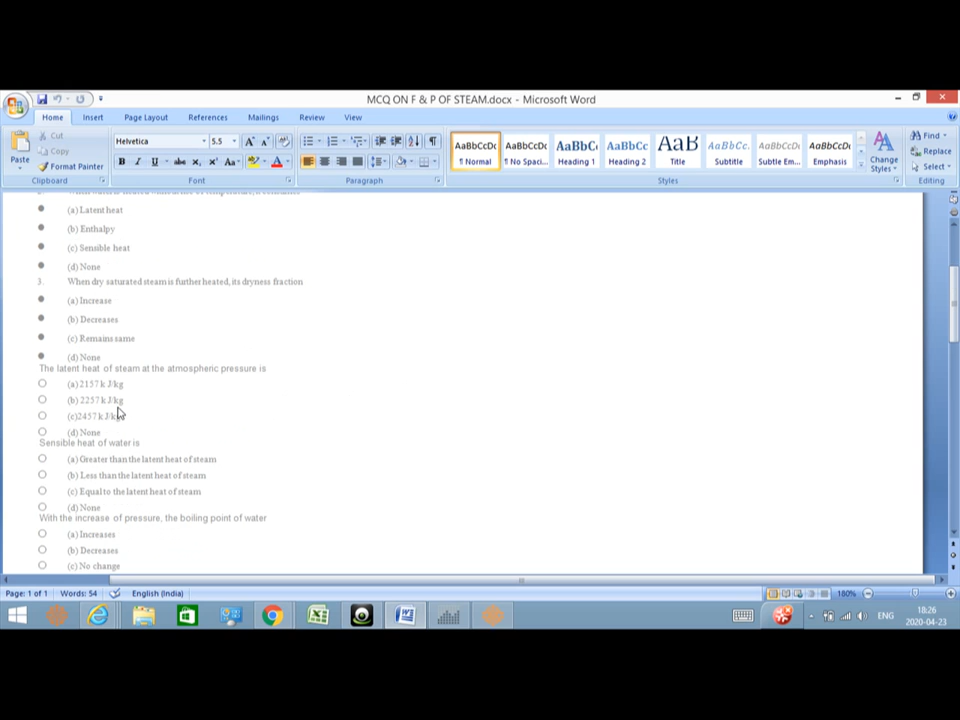 MCQ ON F & P OF STEAM.docx - Microsoft Word
Home Insert Page Layout References Mailings Review View
Paste
Cut
Copy
Format Painter
Clipboard
Helvetica 5.5
Font
Paragraph
AaBbCcDc AaBbCcDc AaBbC AaBbCc AaB AaBbCcI AaBbCcDc AaBbCcDc
¶ Normal ¶ No Spaci... Heading 1 Heading 2 Title Subtitle Subtle Em... Emphasis
Change Styles
Styles
Find
Replace
Select
Editing
(a) Latent heat
(b) Enthalpy
(c) Sensible heat
(d) None
3. When dry saturated steam is further heated, its dryness fraction
(a) Increase
(b) Decreases
(c) Remains same
(d) None
The latent heat of steam at the atmospheric pressure is
(a) 2157 k J/kg
(b) 2257 k J/kg
(c)2457 k J/k
(d) None
Sensible heat of water is
(a) Greater than the latent heat of steam
(b) Less than the latent heat of steam
(c) Equal to the latent heat of steam
(d) None
With the increase of pressure, the boiling point of water
(a) Increases
(b) Decreases
(c) No change
Page: 1 of 1 Words: 54 English (India) 180%
ENG
18:26
2020-04-23